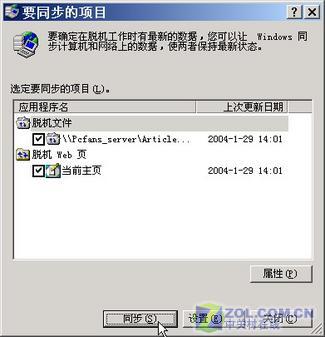 要同步的项目
要确定在脱机工作时有最新的数据，您可以让 Windows 同
步计算机和网络上的数据，使两者保持最新状态。
选定要同步的项目(L)。
应用程序名 上次更新日期
脱机文件
\\Pcfans_server\Article... 2004-1-29 14:01
脱机 Web 页
当前主页 2004-1-29 14:01
属性(P)
同步(S) 设置(E) 关闭(C)
ZOL.COM.CN
中关村在线